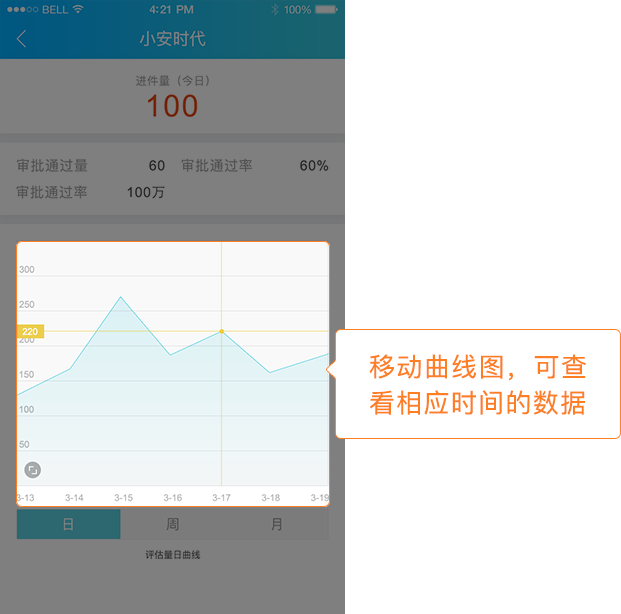 BELL 4:21 PM 100%
小安时代
进件量（今日）
100
审批通过量 60 审批通过率 60%
审批通过率 100万
300
250
220
200
150
100
50
3-13 3-14 3-15 3-16 3-17 3-18 3-19
日 周 月
评估量日曲线
移动曲线图，可查
看相应时间的数据